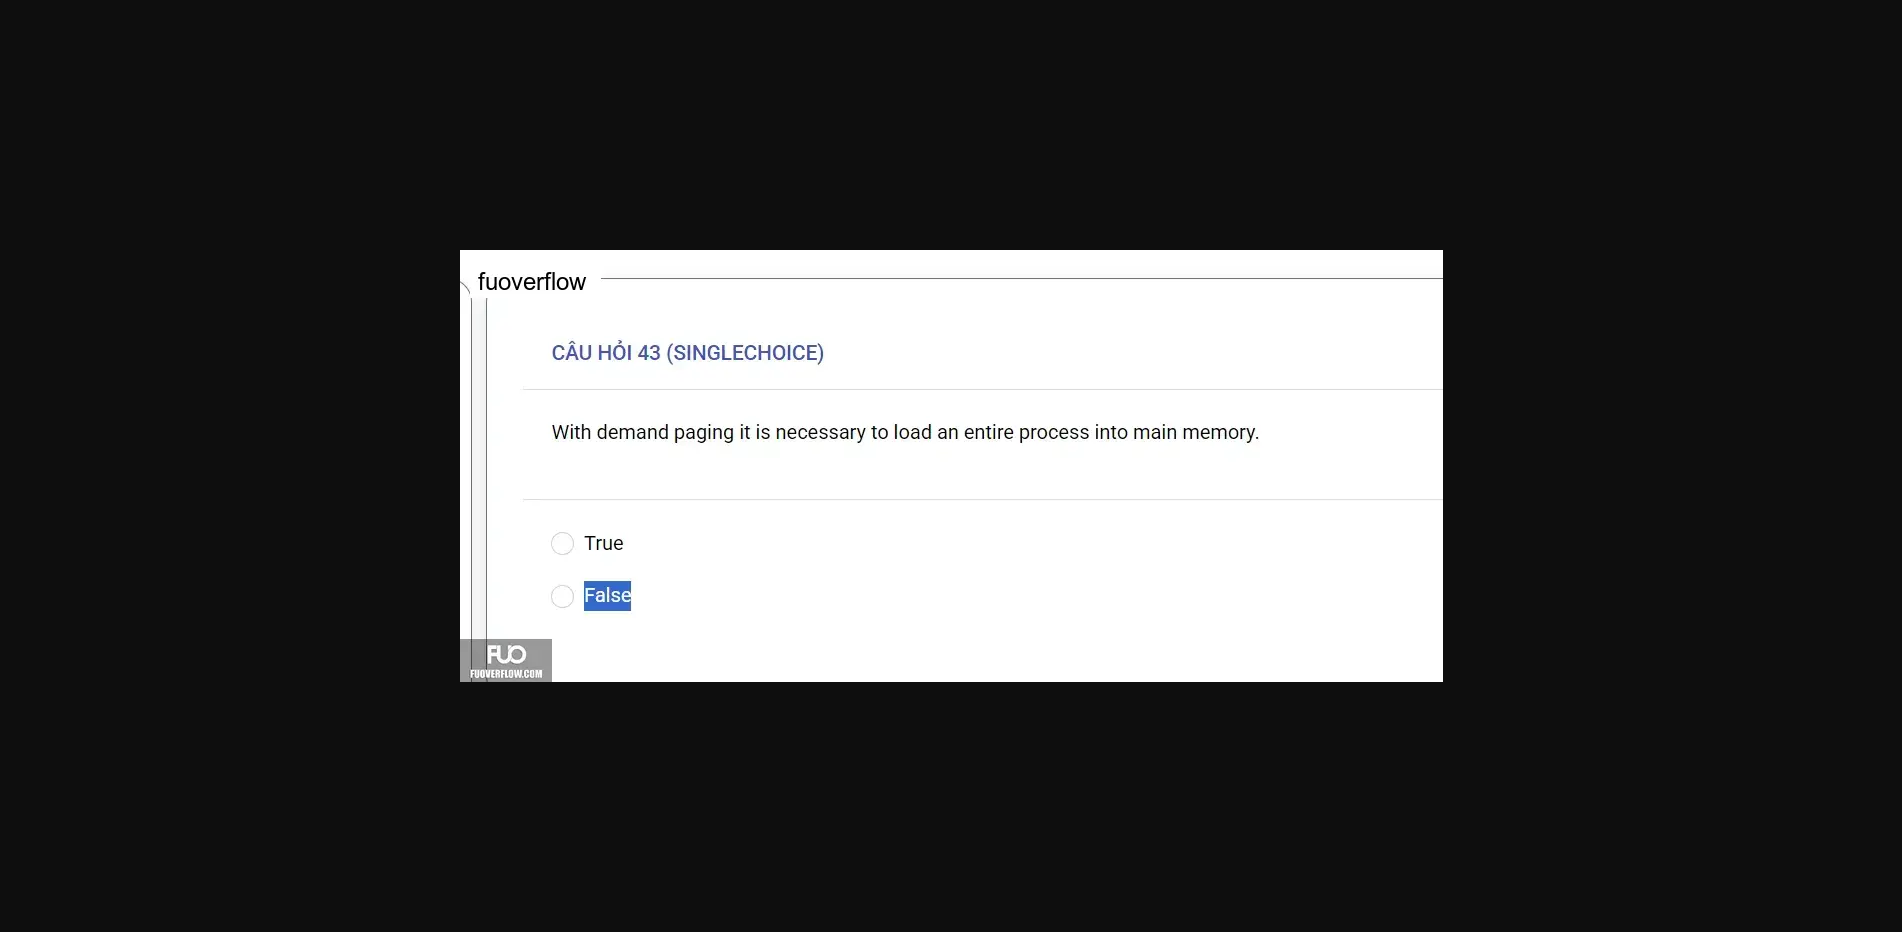 fuoverflow
CÂU HỎI 43 (SINGLECHOICE)
With demand paging it is necessary to load an entire process into main memory.
True
False
FUO
FUOVERFLOW.COM